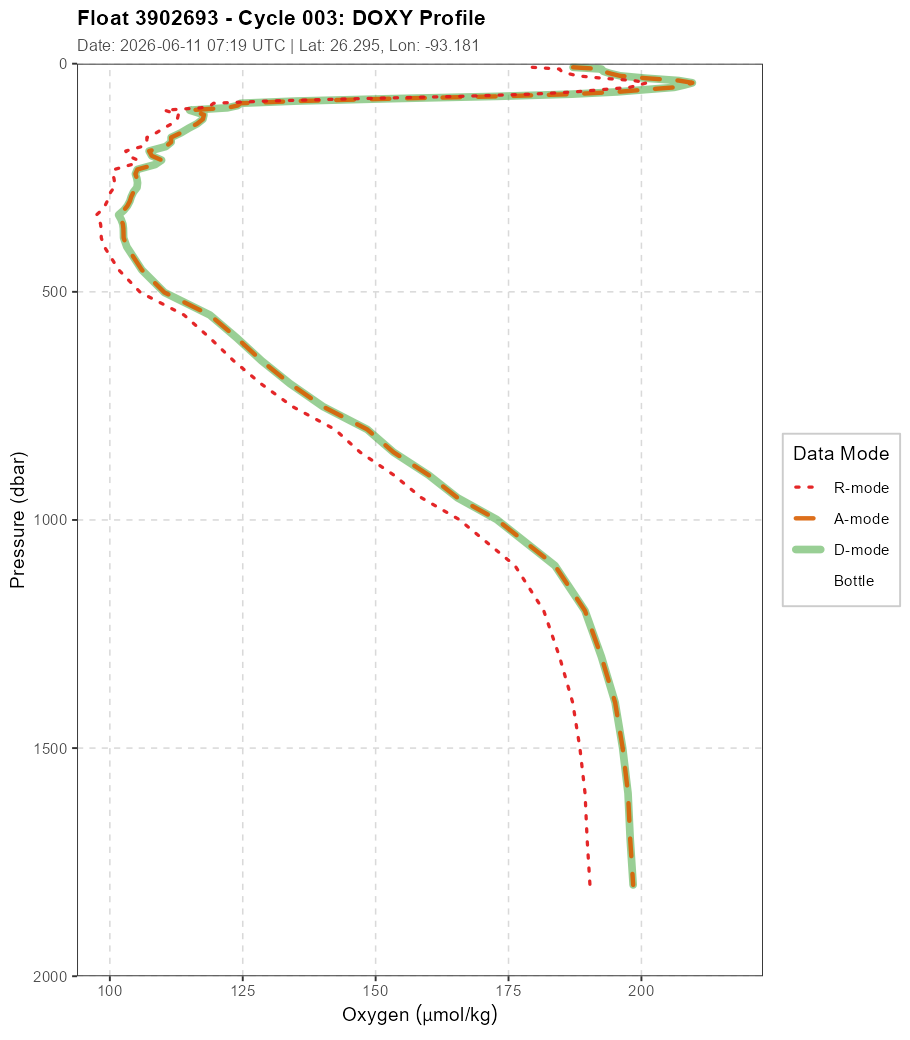 Float 3902693 - Cycle 003: DOXY Profile
Date: 2026-06-11 07:19 UTC | Lat: 26.295, Lon: -93.181
0
500
1000
1500
2000
Pressure (dbar)
100 125 150 175 200
Oxygen (μmol/kg)
Data Mode
R-mode
A-mode
D-mode
Bottle